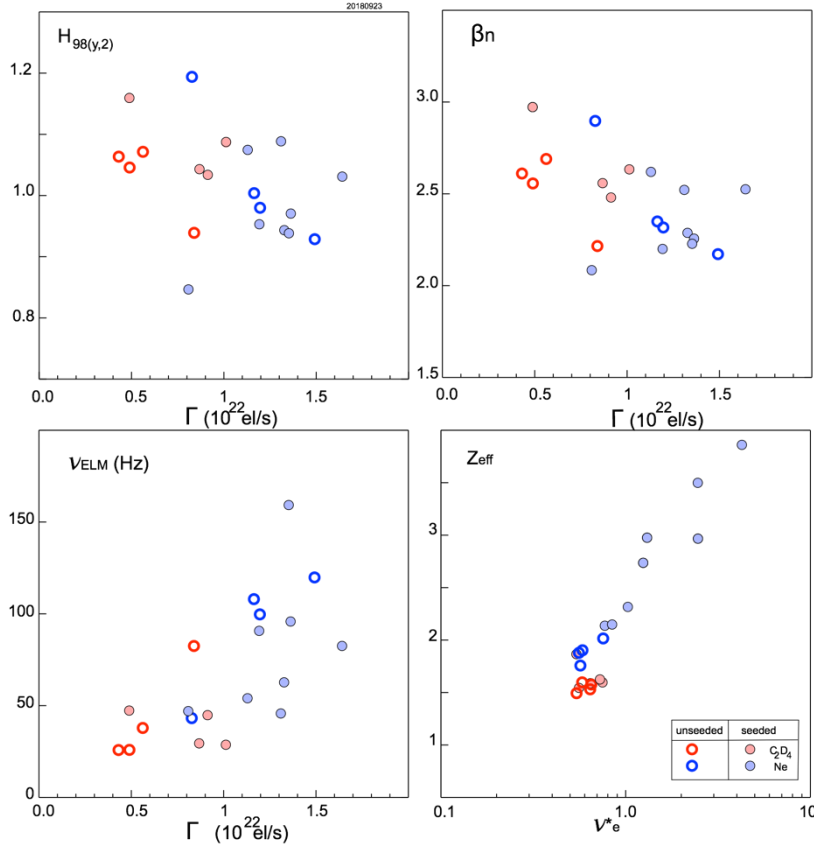 20180923
H98(y,2)
1.2
1.0
0.8
0.0 0.5 1 1.5
Γ (10^22 el/s)
βn
3.0
2.5
2.0
1.5
0.0 0.5 1 1.5
Γ (10^22 el/s)
νELM (Hz)
150
100
50
0
0.0 0.5 1 1.5
Γ (10^22 el/s)
Zeff
3
2
1
0.1 1.0 10
ν*e
unseeded seeded
C2D4
Ne